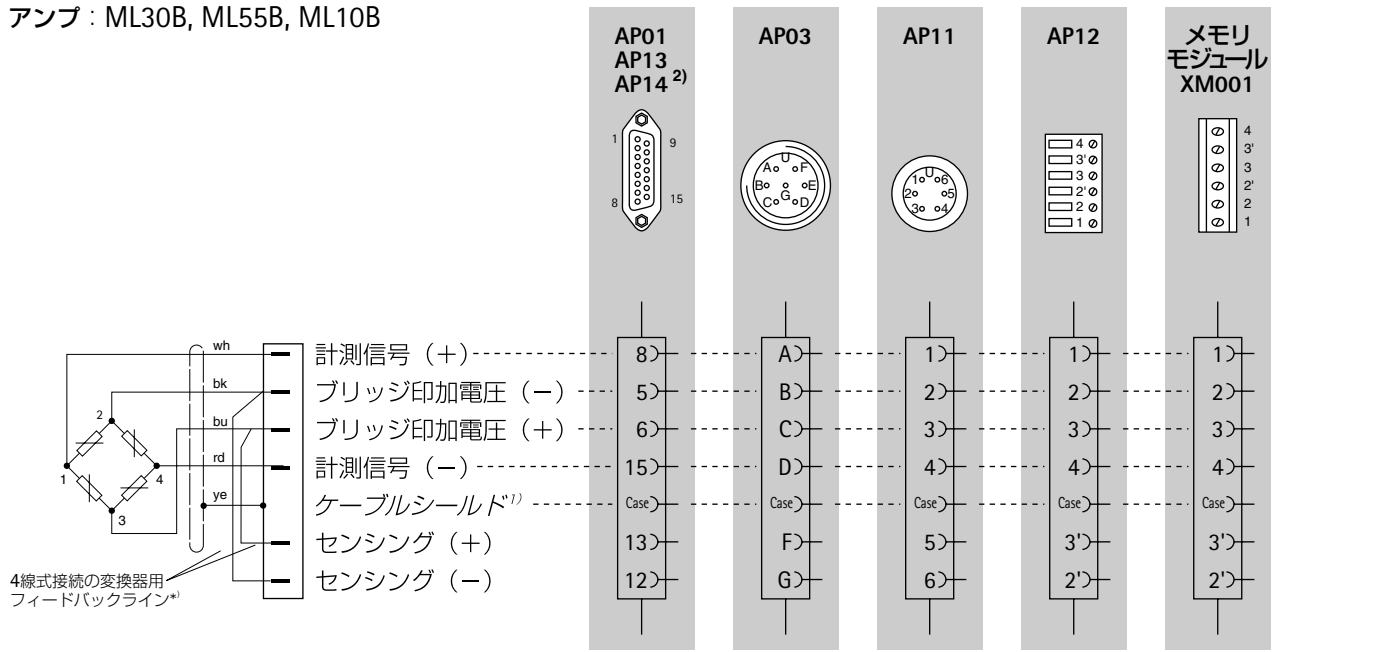 アンプ：ML30B, ML55B, ML10B
AP01
AP13
AP14 2)
AP03
AP11
AP12
メモリ
モジュール
XM001
1 9
8 15
A U F
B G E
C D
1 U 6
2 5
3 4
4
3'
3
2'
2
1
4
3'
3
2'
2
1
wh 計測信号（+） 8 A 1 1 1
bk ブリッジ印加電圧（−） 5 B 2 2 2
bu ブリッジ印加電圧（+） 6 C 3 3 3
rd 計測信号（−） 15 D 4 4 4
ye ケーブルシールド1) Case Case Case Case Case
センシング（+） 13 F 5 3' 3'
センシング（−） 12 G 6 2' 2'
2
1 4
3
4線式接続の変換器用
フィードバックライン*)